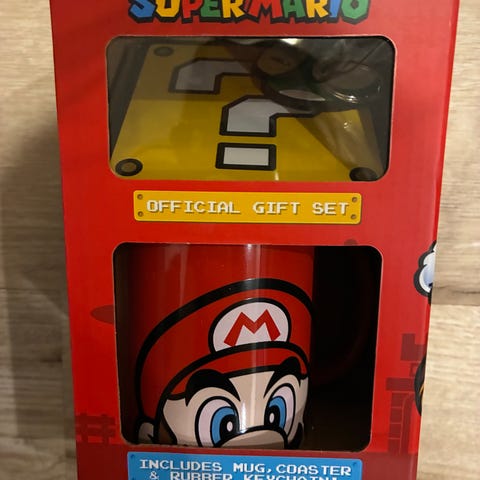 SUPER MARIO
?
OFFICIAL GIFT SET
M
INCLUDES MUG, COASTER
& RUBBER KEYCHAIN!